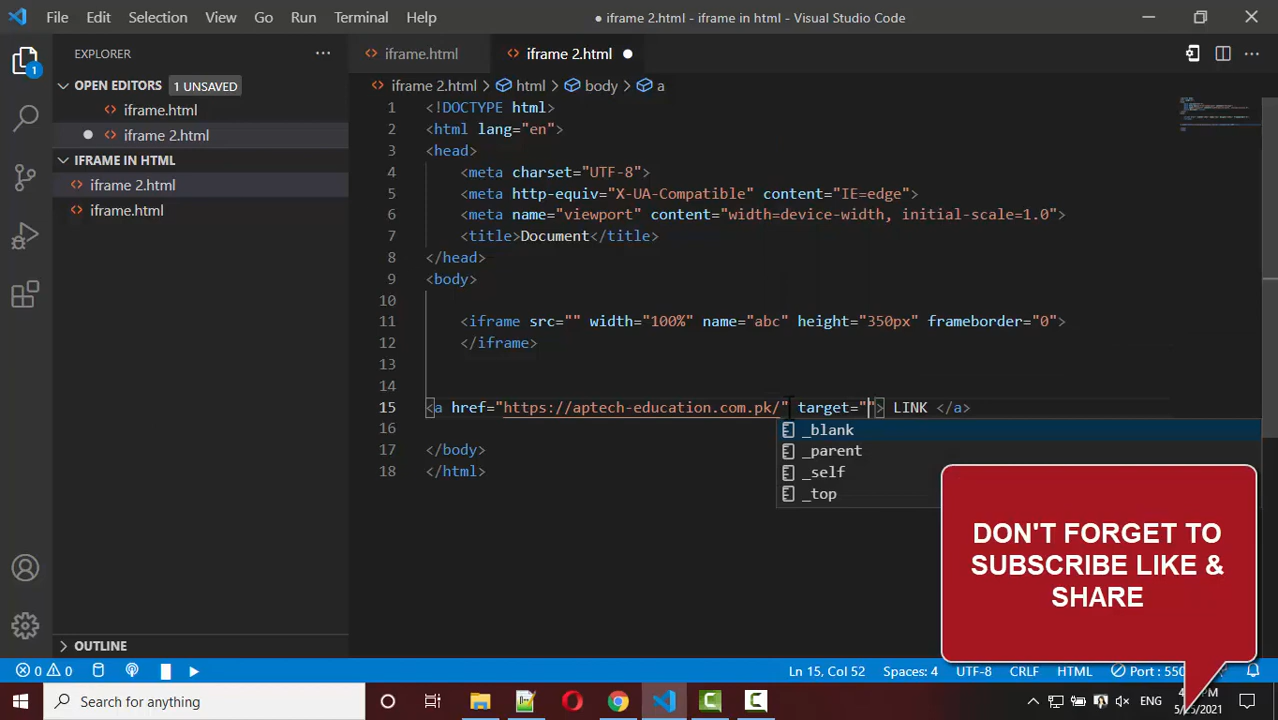 File Edit Selection View Go Run Terminal Help
● iframe 2.html - iframe in html - Visual Studio Code
EXPLORER
OPEN EDITORS 1 UNSAVED
iframe.html
iframe 2.html
IFRAME IN HTML
iframe 2.html
iframe.html
OUTLINE
iframe.html iframe 2.html
iframe 2.html > html > body > a
1 <!DOCTYPE html>
2 <html lang="en">
3 <head>
4 <meta charset="UTF-8">
5 <meta http-equiv="X-UA-Compatible" content="IE=edge">
6 <meta name="viewport" content="width=device-width, initial-scale=1.0">
7 <title>Document</title>
8 </head>
9 <body>
10
11 <iframe src="" width="100%" name="abc" height="350px" frameborder="0">
12 </iframe>
13
14
15 <a href="https://aptech-education.com.pk/" target=""> LINK </a>
16
17 </body>
18 </html>
_blank
_parent
_self
_top
DON'T FORGET TO
SUBSCRIBE LIKE &
SHARE
1
0 0
Ln 15, Col 52 Spaces: 4 UTF-8 CRLF HTML Port :
Search for anything
ENG